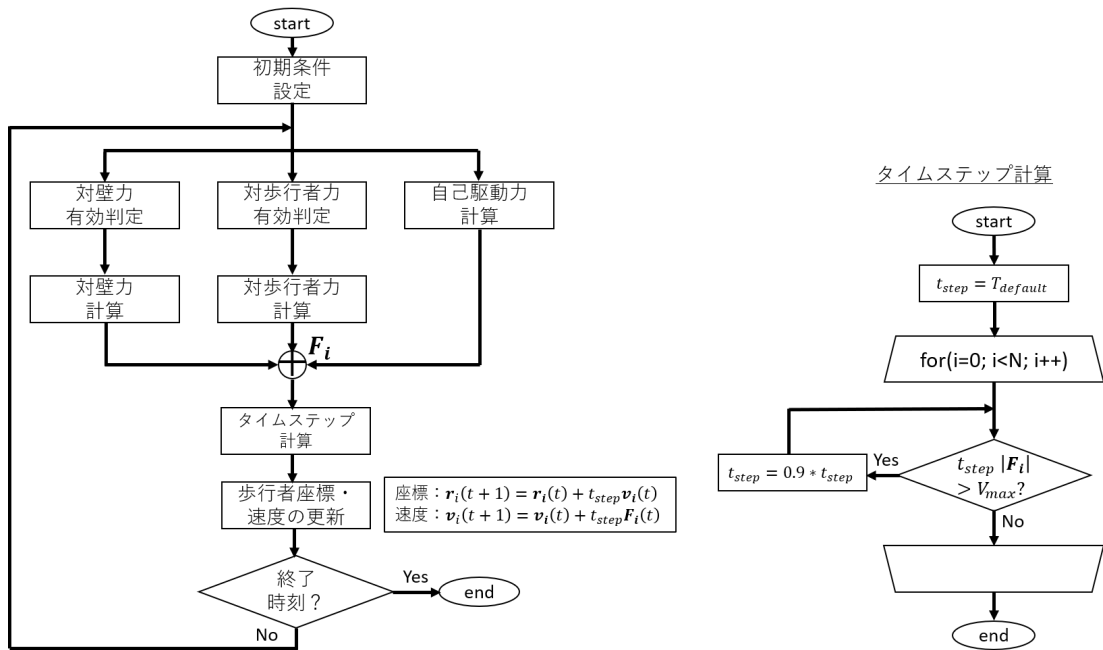 start
初期条件
設定
対壁力
有効判定
対歩行者力
有効判定
自己駆動力
計算
対壁力
計算
対歩行者力
計算
F_i
タイムステップ
計算
歩行者座標・
速度の更新
座標：r_i(t + 1) = r_i(t) + t_step v_i(t)
速度：v_i(t + 1) = v_i(t) + t_step F_i(t)
終了
時刻？
Yes
end
No
タイムステップ計算
start
t_step = T_default
for(i=0; i<N; i++)
t_step = 0.9 * t_step
Yes
t_step |F_i|
> V_max?
No
end